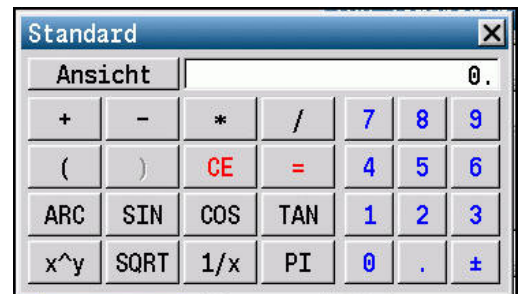 Standard
Ansicht 0.
+ - * / 7 8 9
( ) CE = 4 5 6
ARC SIN COS TAN 1 2 3
x^y SQRT 1/x PI 0 . ±